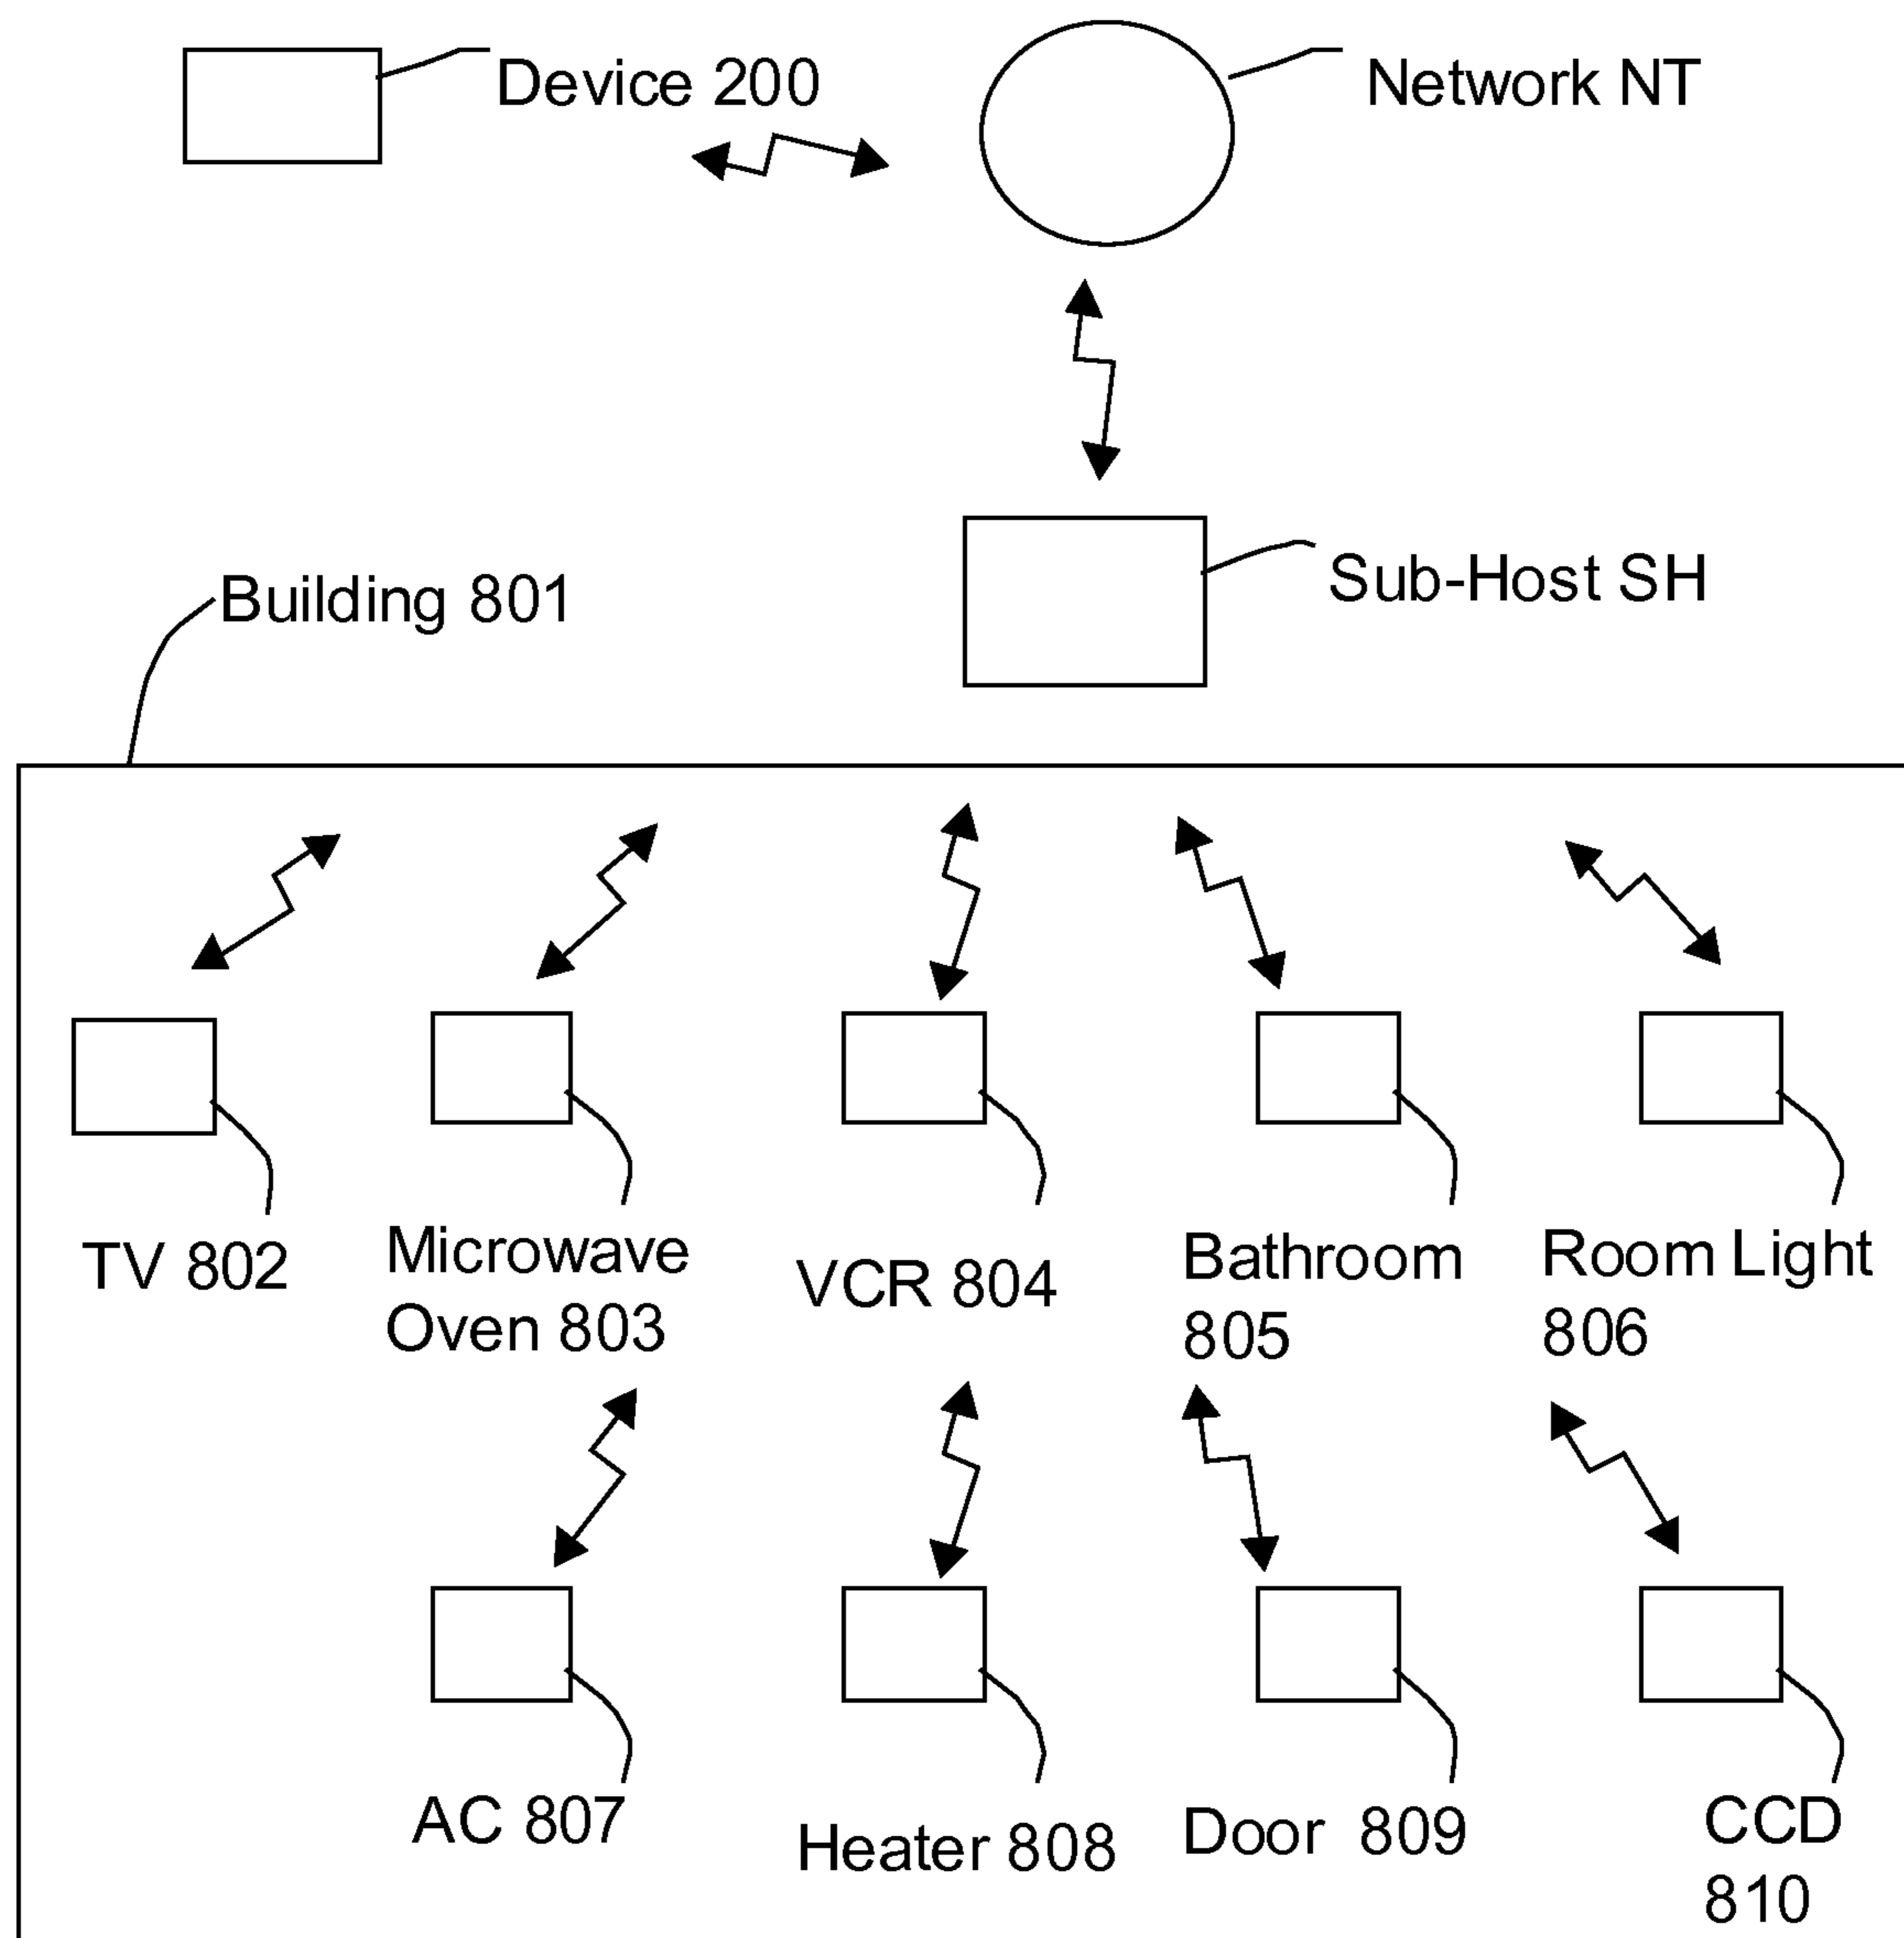 Device 200
Network NT
Sub-Host SH
Building 801
TV 802
Microwave
Oven 803
VCR 804
Bathroom
805
Room Light
806
AC 807
Heater 808
Door 809
CCD
810